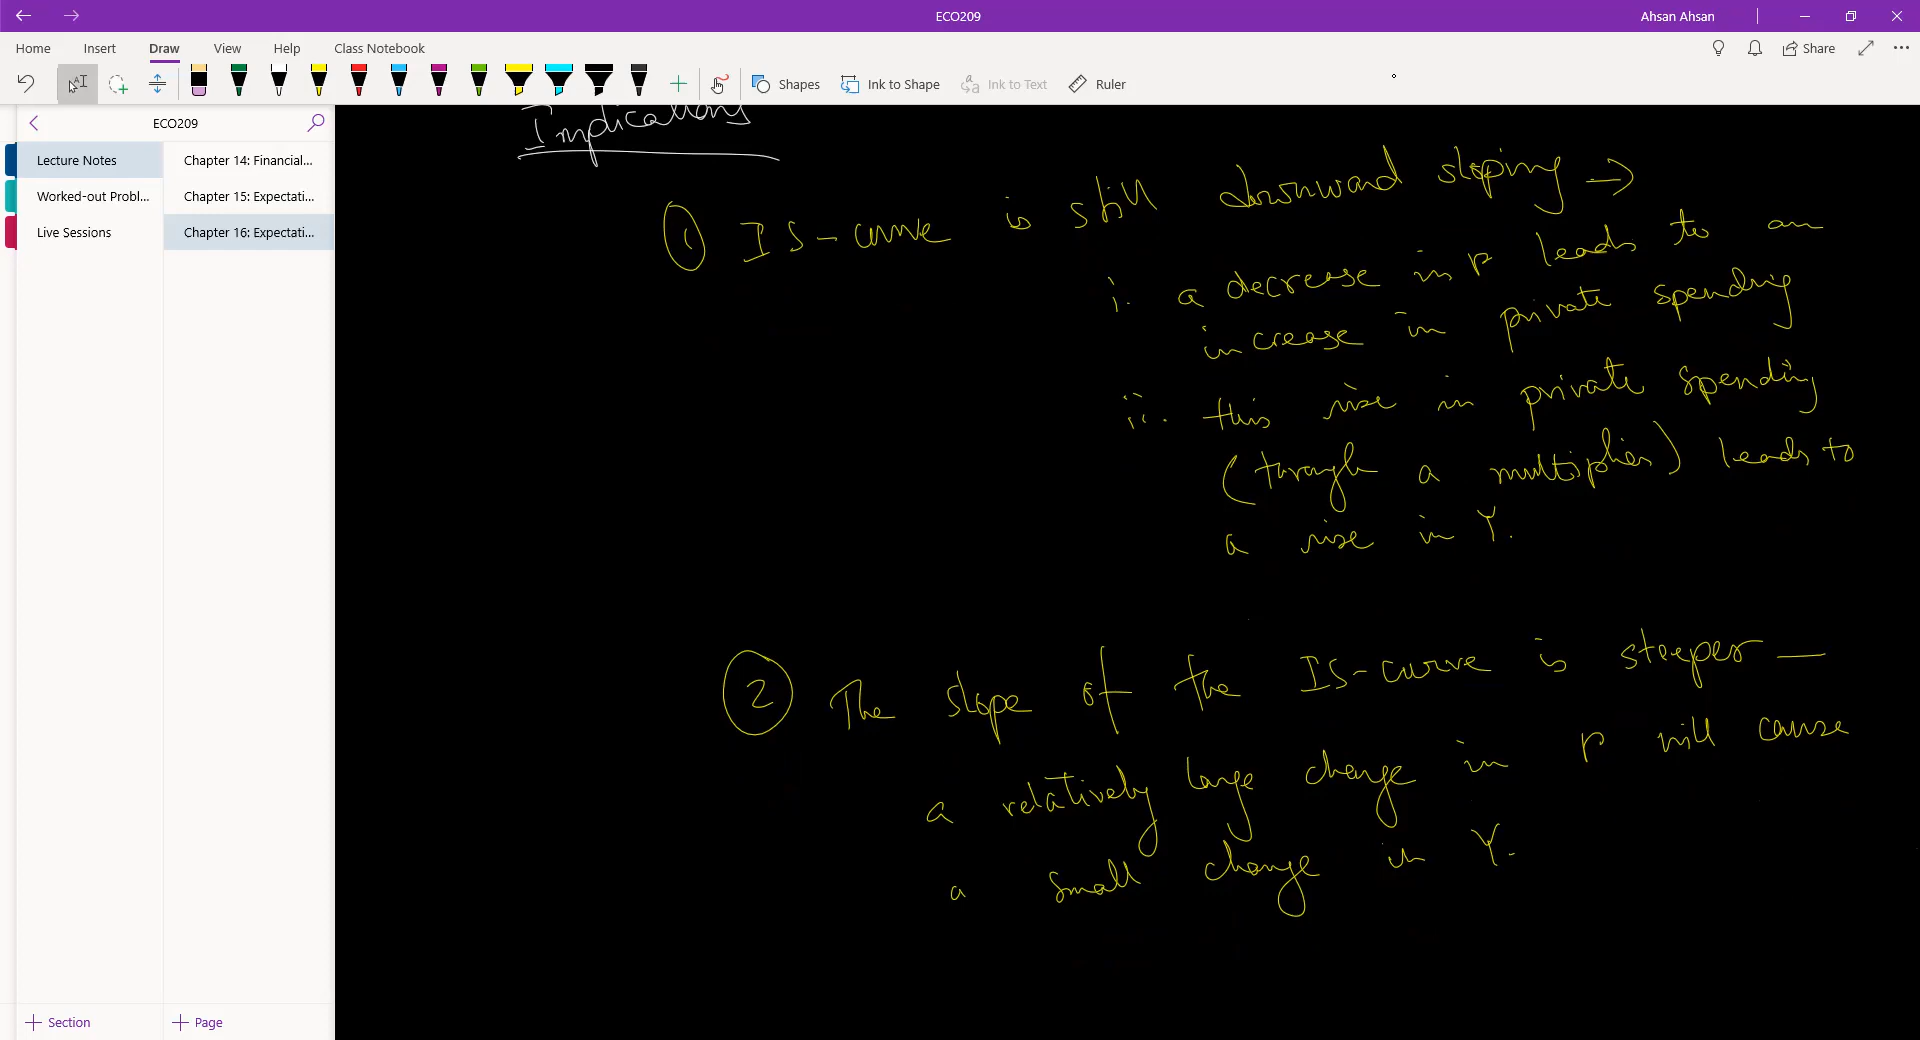 ECO209
Ahsan Ahsan
Home Insert Draw View Help Class Notebook
Share
Shapes Ink to Shape Ink to Text Ruler
ECO209
Lecture Notes
Worked-out Probl...
Live Sessions
Chapter 14: Financial...
Chapter 15: Expectati...
Chapter 16: Expectati...
+ Section
+ Page
Implications
① IS-curve is still downward sloping →
i. a decrease in r leads to an
increase in private spending
ii. this rise in private spending
(through a multiplier) leads to
a rise in Y.
② The slope of the IS-curve is steeper —
a relatively large change in r will cause
a small change in Y.